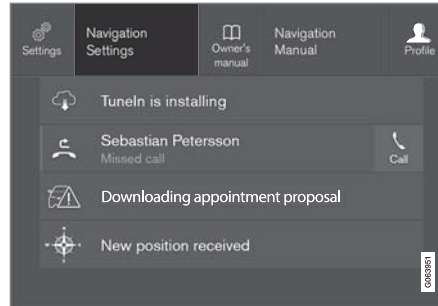 Settings
Navigation
Settings
Owner's
manual
Navigation
Manual
Profile
TuneIn is installing
Sebastian Petersson
Missed call
Call
Downloading appointment proposal
New position received
G063951